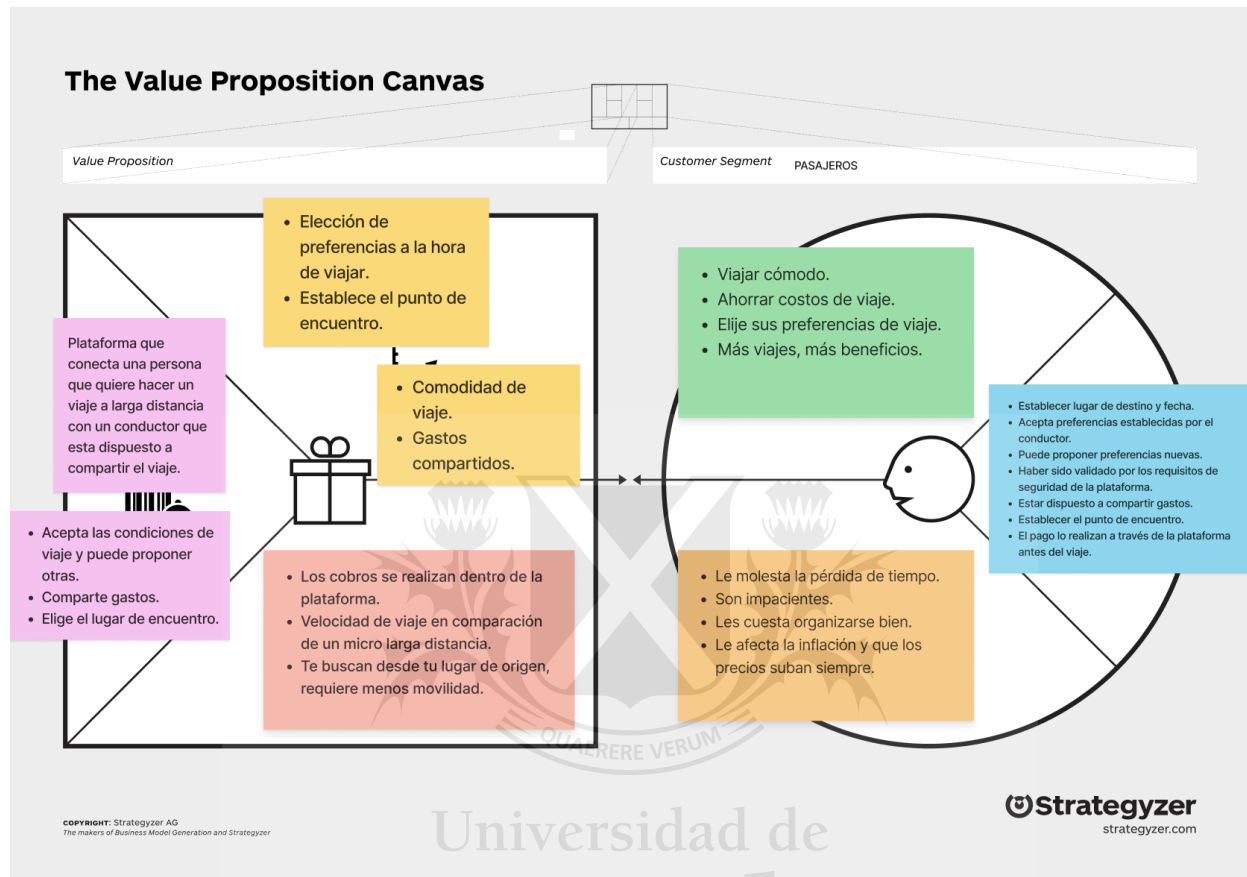 The Value Proposition Canvas
Value Proposition
Customer Segment PASAJEROS
• Elección de
preferencias a la hora
de viajar.
• Establece el punto de
encuentro.
Plataforma que
conecta una persona
que quiere hacer un
viaje a larga distancia
con un conductor que
esta dispuesto a
compartir el viaje.
• Comodidad de
viaje.
• Gastos
compartidos.
• Acepta las condiciones de
viaje y puede proponer
otras.
• Comparte gastos.
• Elige el lugar de encuentro.
• Los cobros se realizan dentro de la
plataforma.
• Velocidad de viaje en comparación
de un micro larga distancia.
• Te buscan desde tu lugar de origen,
requiere menos movilidad.
• Viajar cómodo.
• Ahorrar costos de viaje.
• Elije sus preferencias de viaje.
• Más viajes, más beneficios.
• Establecer lugar de destino y fecha.
• Acepta preferencias establecidas por el
conductor.
• Puede proponer preferencias nuevas.
• Haber sido validado por los requisitos de
seguridad de la plataforma.
• Estar dispuesto a compartir gastos.
• Establecer el punto de encuentro.
• El pago lo realizan a través de la plataforma
antes del viaje.
• Le molesta la pérdida de tiempo.
• Son impacientes.
• Les cuesta organizarse bien.
• Le afecta la inflación y que los
precios suban siempre.
QUAERERE VERUM
Universidad de
COPYRIGHT: Strategyzer AG
The makers of Business Model Generation and Strategyzer
Strategyzer
strategyzer.com